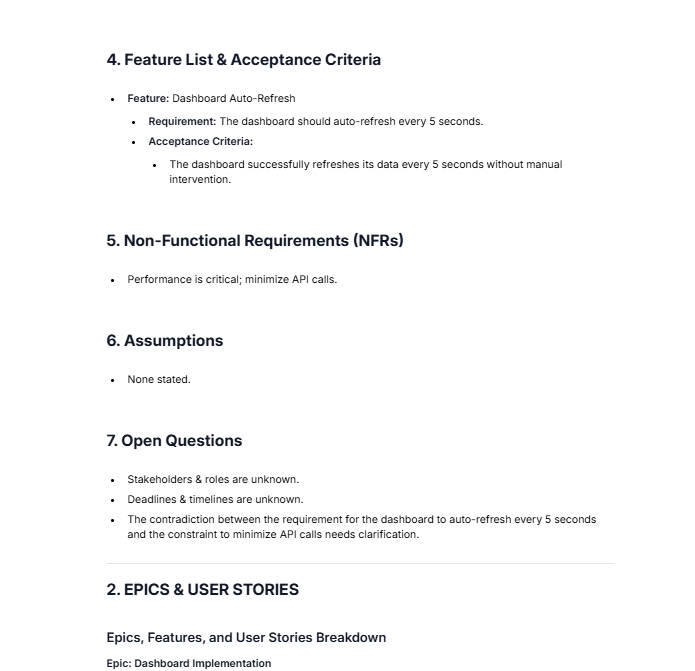 4. Feature List & Acceptance Criteria
• Feature: Dashboard Auto-Refresh
• Requirement: The dashboard should auto-refresh every 5 seconds.
• Acceptance Criteria:
• The dashboard successfully refreshes its data every 5 seconds without manual
intervention.
5. Non-Functional Requirements (NFRs)
• Performance is critical; minimize API calls.
6. Assumptions
• None stated.
7. Open Questions
• Stakeholders & roles are unknown.
• Deadlines & timelines are unknown.
• The contradiction between the requirement for the dashboard to auto-refresh every 5 seconds
and the constraint to minimize API calls needs clarification.
2. EPICS & USER STORIES
Epics, Features, and User Stories Breakdown
Epic: Dashboard Implementation